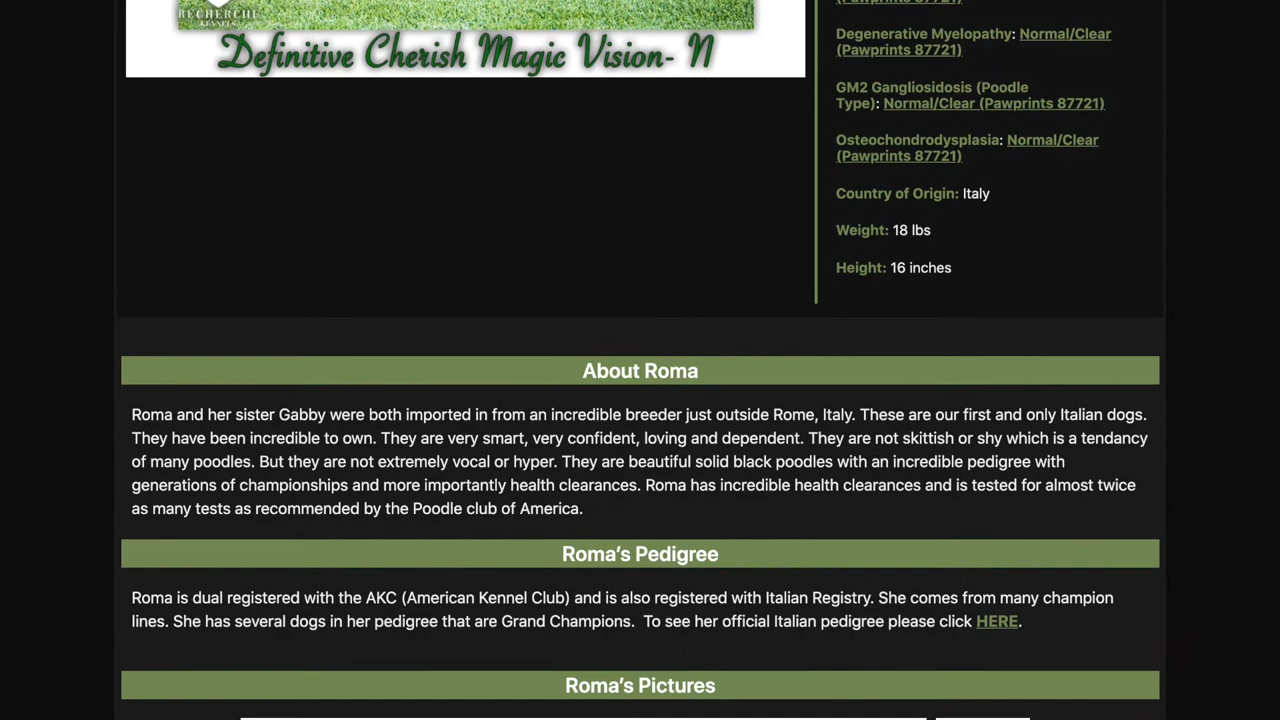 RECHERCHE
KENNELS
Definitive Cherish Magic Vision- N
(Pawprints 87721)
Degenerative Myelopathy: Normal/Clear
(Pawprints 87721)
GM2 Gangliosidosis (Poodle
Type): Normal/Clear (Pawprints 87721)
Osteochondrodysplasia: Normal/Clear
(Pawprints 87721)
Country of Origin: Italy
Weight: 18 lbs
Height: 16 inches
About Roma
Roma and her sister Gabby were both imported in from an incredible breeder just outside Rome, Italy. These are our first and only Italian dogs.
They have been incredible to own. They are very smart, very confident, loving and dependent. They are not skittish or shy which is a tendancy
of many poodles. But they are not extremely vocal or hyper. They are beautiful solid black poodles with an incredible pedigree with
generations of championships and more importantly health clearances. Roma has incredible health clearances and is tested for almost twice
as many tests as recommended by the Poodle club of America.
Roma’s Pedigree
Roma is dual registered with the AKC (American Kennel Club) and is also registered with Italian Registry. She comes from many champion
lines. She has several dogs in her pedigree that are Grand Champions.  To see her official Italian pedigree please click HERE.
Roma’s Pictures